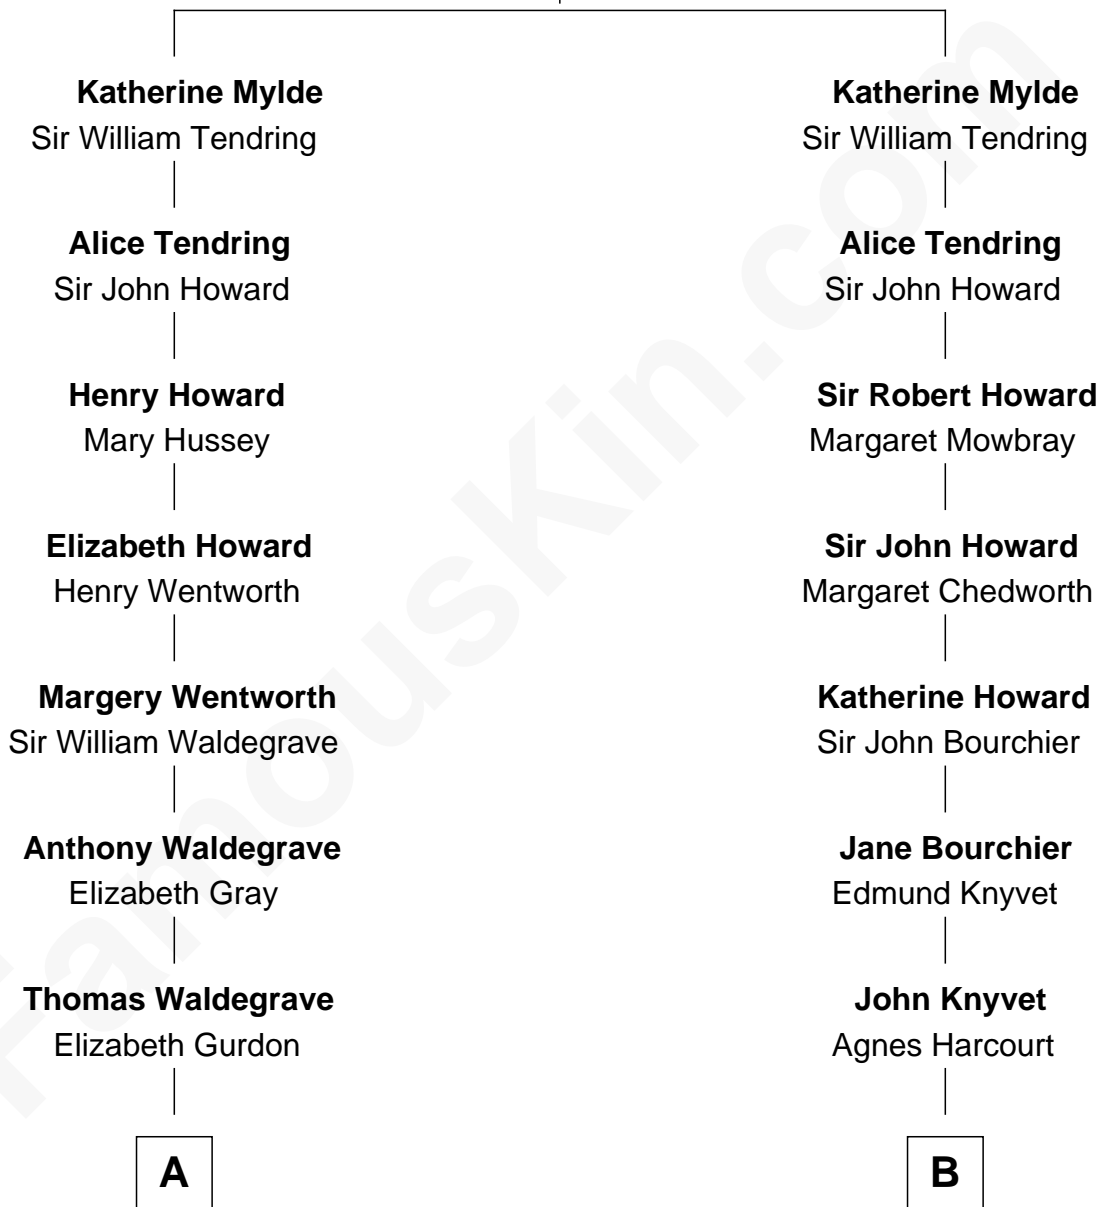 Katherine Mylde
Sir William Tendring
Alice Tendring
Sir John Howard
Henry Howard
Mary Hussey
Elizabeth Howard
Henry Wentworth
Margery Wentworth
Sir William Waldegrave
Anthony Waldegrave
Elizabeth Gray
Thomas Waldegrave
Elizabeth Gurdon
A
Katherine Mylde
Sir William Tendring
Alice Tendring
Sir John Howard
Sir Robert Howard
Margaret Mowbray
Sir John Howard
Margaret Chedworth
Katherine Howard
Sir John Bourchier
Jane Bourchier
Edmund Knyvet
John Knyvet
Agnes Harcourt
B
FamousKin.com